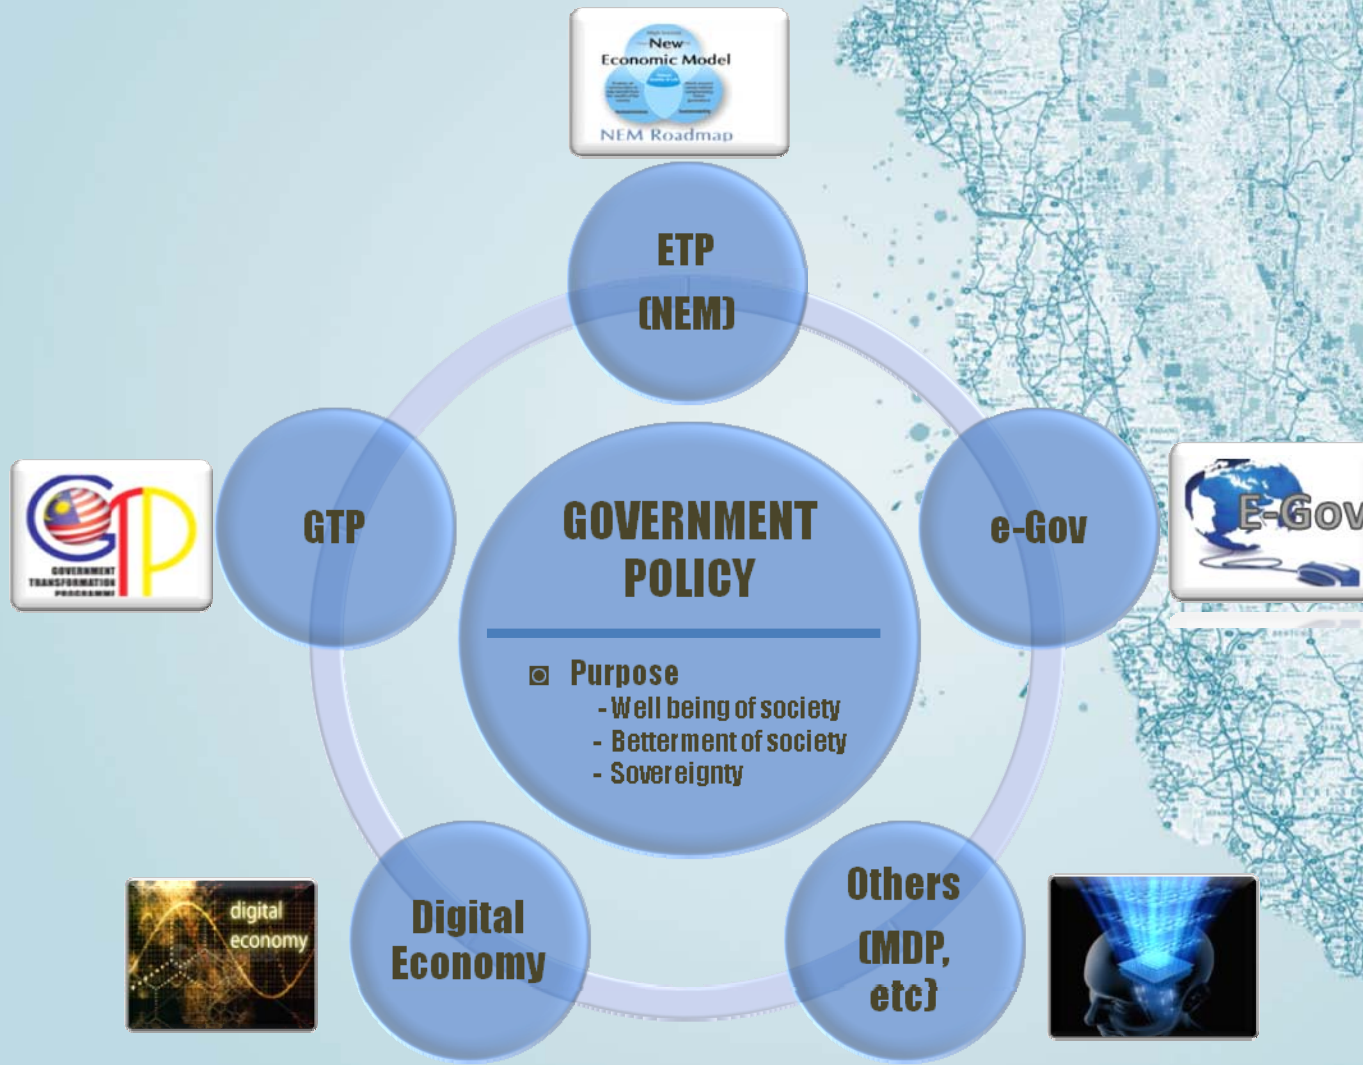 New
Economic Model
NEM Roadmap
ETP
(NEM)
GTP
GOVERNMENT
TRANSFORMATION
PROGRAMME
e-Gov
E-Gov
GOVERNMENT
POLICY
◙ Purpose
- Well being of society
- Betterment of society
- Sovereignty
Digital
Economy
digital
economy
Others
(MDP,
etc)